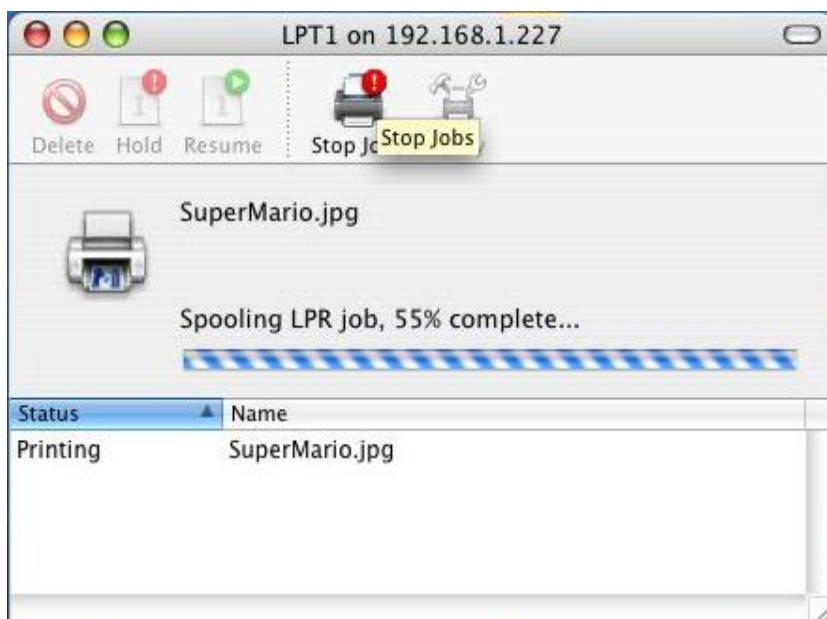 LPT1 on 192.168.1.227
Delete Hold Resume Stop Jo
Stop Jobs
SuperMario.jpg
Spooling LPR job, 55% complete...
Status Name
Printing SuperMario.jpg